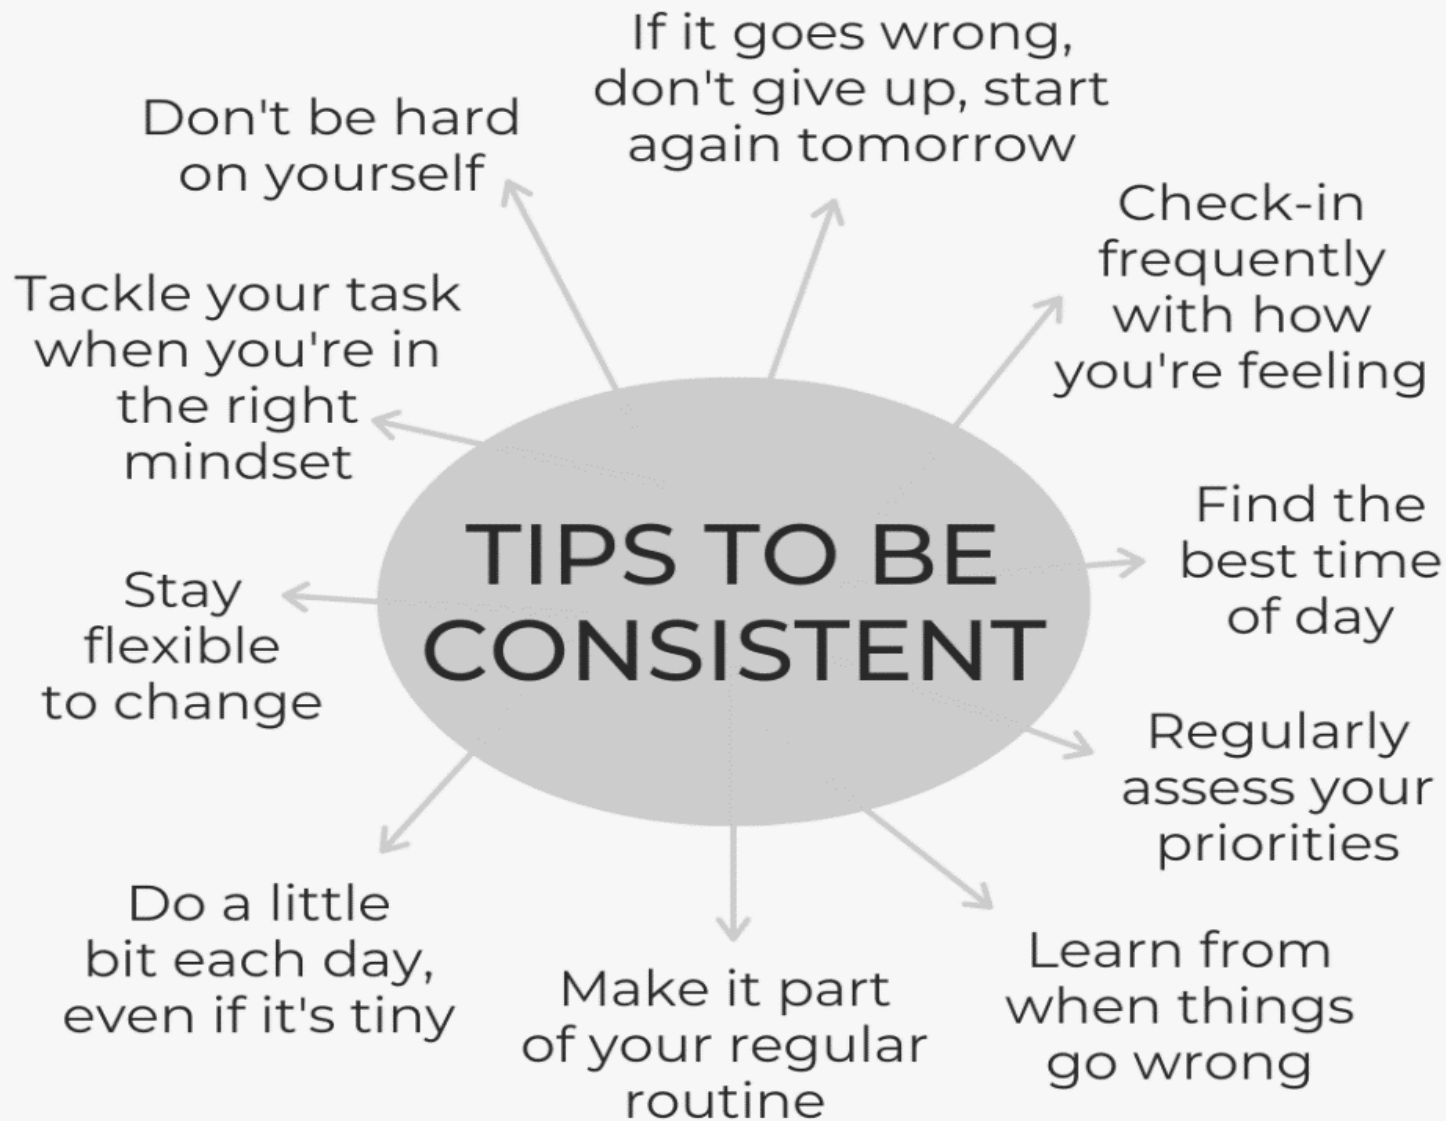 If it goes wrong,
don't give up, start
again tomorrow
Don't be hard
on yourself
Check-in
frequently
with how
you're feeling
Tackle your task
when you're in
the right
mindset
Find the
best time
of day
TIPS TO BE
CONSISTENT
Stay
flexible
to change
Regularly
assess your
priorities
Do a little
bit each day,
even if it's tiny
Make it part
of your regular
routine
Learn from
when things
go wrong